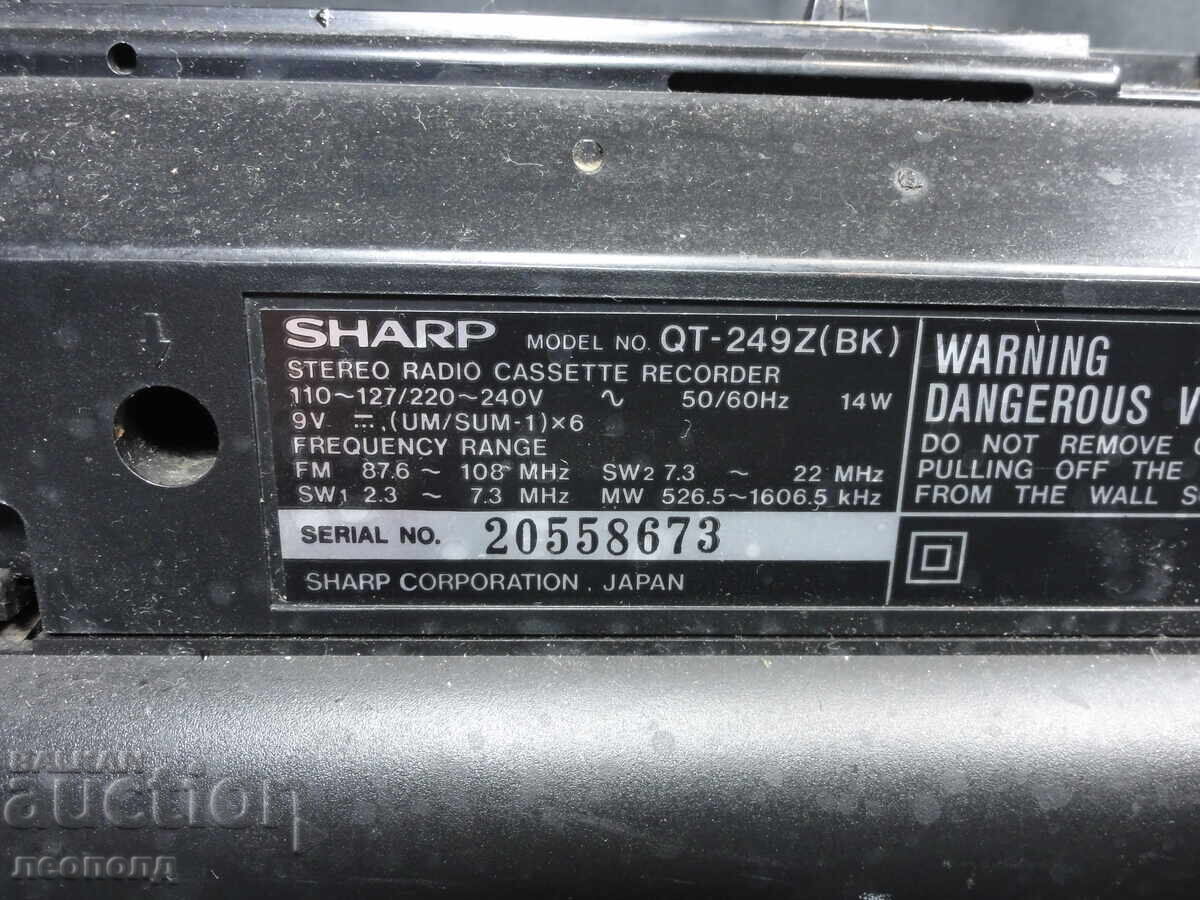 SHARP MODEL NO. QT-249Z(BK)
STEREO RADIO CASSETTE RECORDER
110~127/220~240V ∿ 50/60Hz 14W
9V ⎓ (UM/SUM-1)×6
FREQUENCY RANGE
FM 87.6 ~ 108 MHz SW2 7.3 ~ 22 MHz
SW1 2.3 ~ 7.3 MHz MW 526.5~1606.5 kHz
SERIAL NO. 20558673
SHARP CORPORATION, JAPAN
WARNING
DANGEROUS
DO NOT REMOVE
PULLING OFF THE
FROM THE WALL
BALKAN
auction
леополд